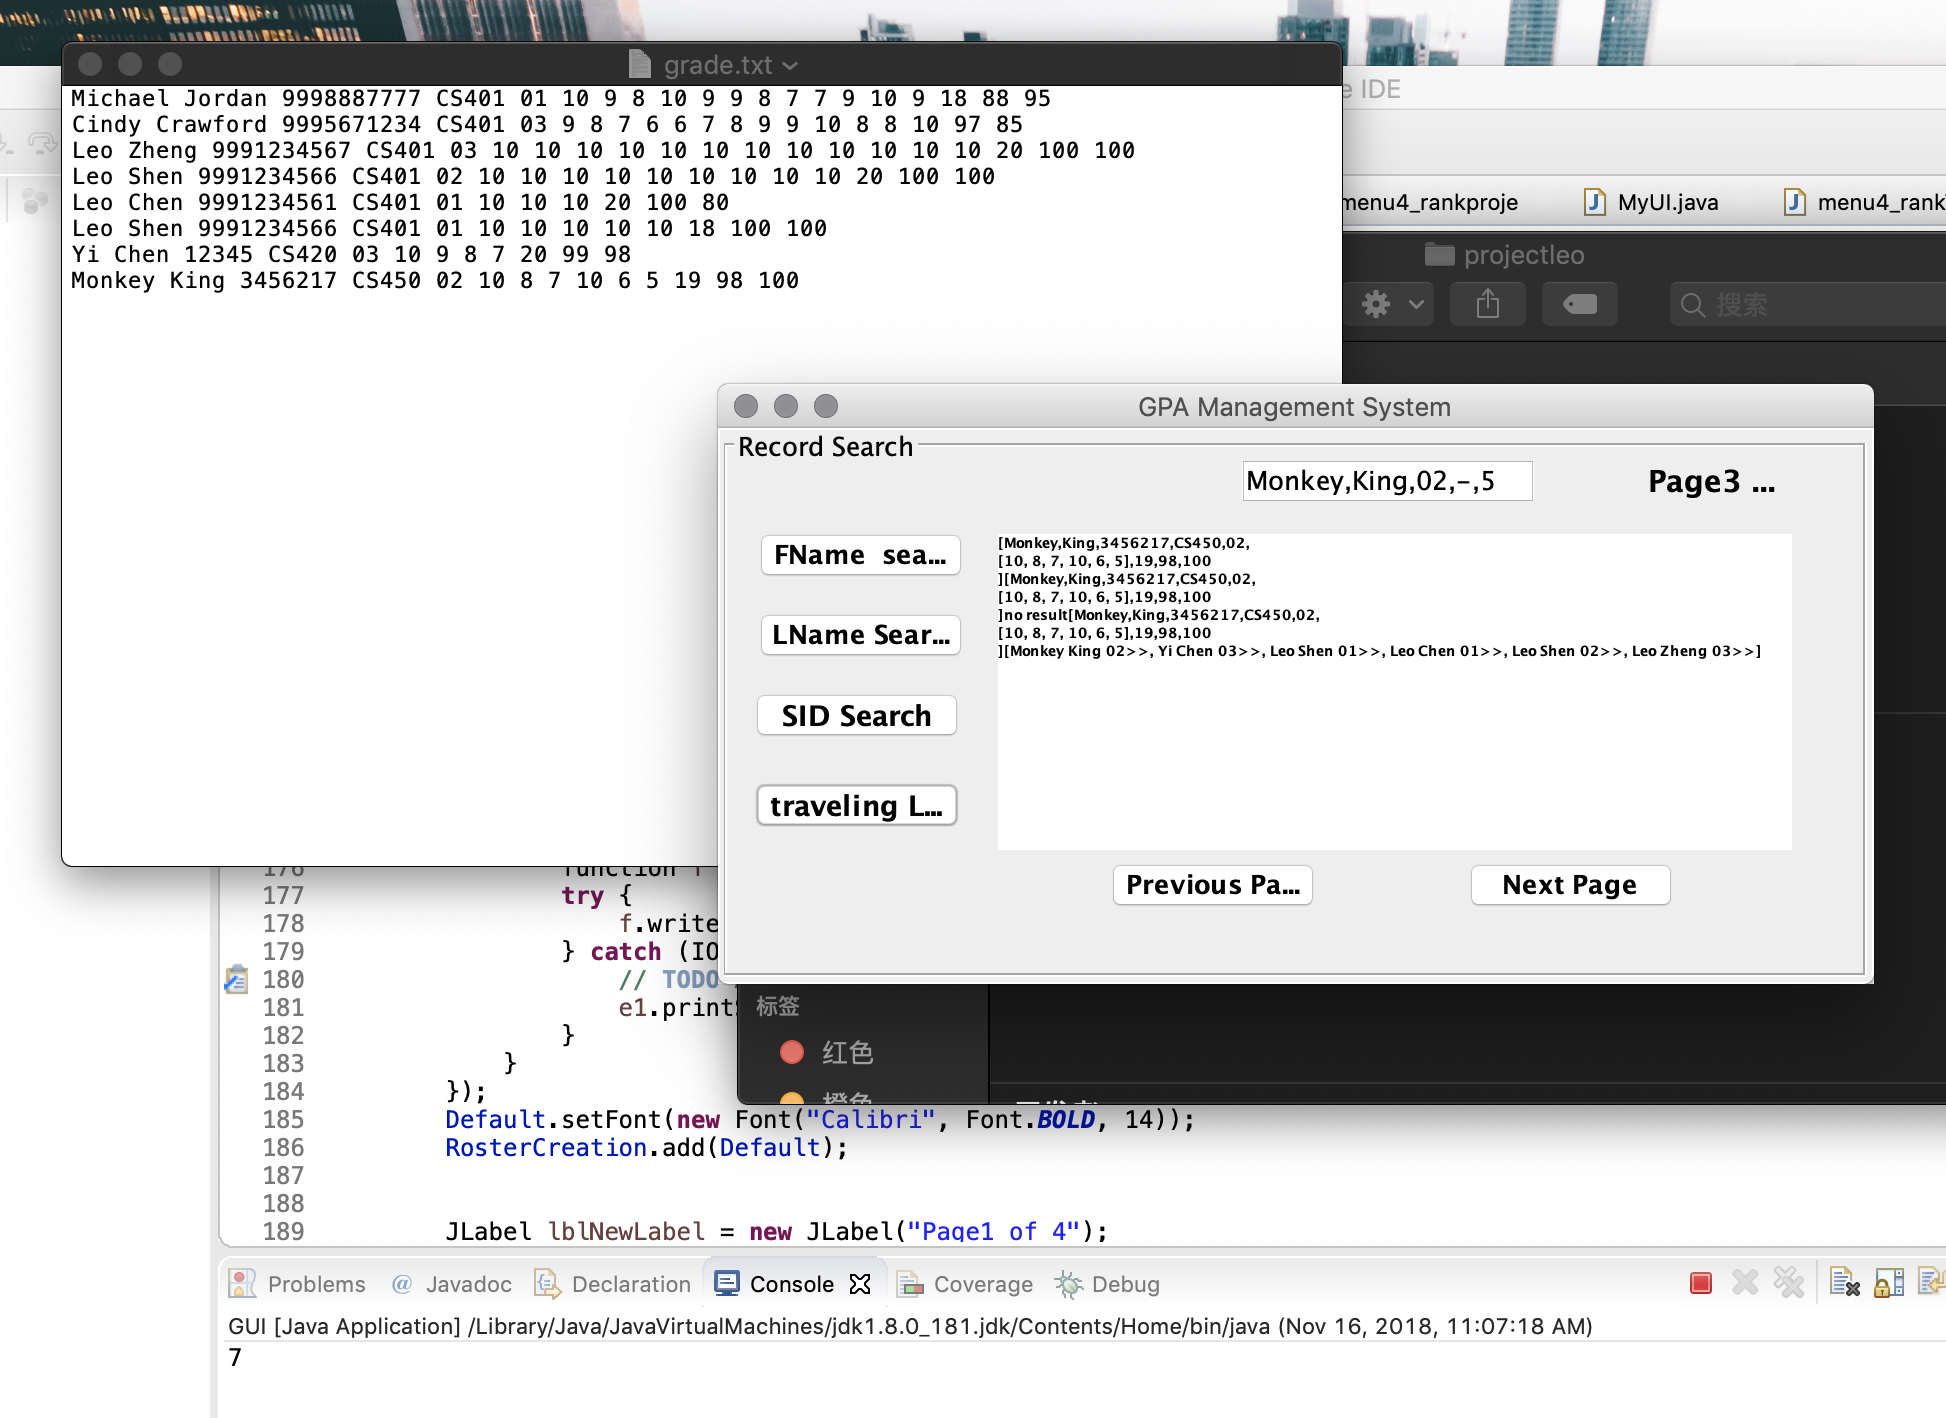 grade.txt
Michael Jordan 9998887777 CS401 01 10 9 8 10 9 9 8 7 7 9 10 9 18 88 95
Cindy Crawford 9995671234 CS401 03 9 8 7 6 6 7 8 9 9 10 8 8 10 97 85
Leo Zheng 9991234567 CS401 03 10 10 10 10 10 10 10 10 10 10 10 10 20 100 100
Leo Shen 9991234566 CS401 02 10 10 10 10 10 10 10 10 10 20 100 100
Leo Chen 9991234561 CS401 01 10 10 10 20 100 80
Leo Shen 9991234566 CS401 01 10 10 10 10 10 18 100 100
Yi Chen 12345 CS420 03 10 9 8 7 20 99 98
Monkey King 3456217 CS450 02 10 8 7 10 6 5 19 98 100
IDE
menu4_rankproje MyUI.java menu4_rank
projectleo
搜索
GPA Management System
Record Search
Monkey,King,02,-,5 Page3 ...
FName sea...
LName Sear...
SID Search
traveling L...
[Monkey,King,3456217,CS450,02,
[10, 8, 7, 10, 6, 5],19,98,100
][Monkey,King,3456217,CS450,02,
[10, 8, 7, 10, 6, 5],19,98,100
]no result[Monkey,King,3456217,CS450,02,
[10, 8, 7, 10, 6, 5],19,98,100
][Monkey King 02>>, Yi Chen 03>>, Leo Shen 01>>, Leo Chen 01>>, Leo Shen 02>>, Leo Zheng 03>>]
Previous Pa... Next Page
标签
红色
橙色
176 function f
177 try {
178 f.write
179 } catch (IO
180 // TODO
181 e1.prints
182 }
183 }
184 });
185 Default.setFont(new Font("Calibri", Font.BOLD, 14));
186 RosterCreation.add(Default);
187
188
189 JLabel lblNewLabel = new JLabel("Page1 of 4");
Problems @ Javadoc Declaration Console Coverage Debug
GUI [Java Application] /Library/Java/JavaVirtualMachines/jdk1.8.0_181.jdk/Contents/Home/bin/java (Nov 16, 2018, 11:07:18 AM)
7